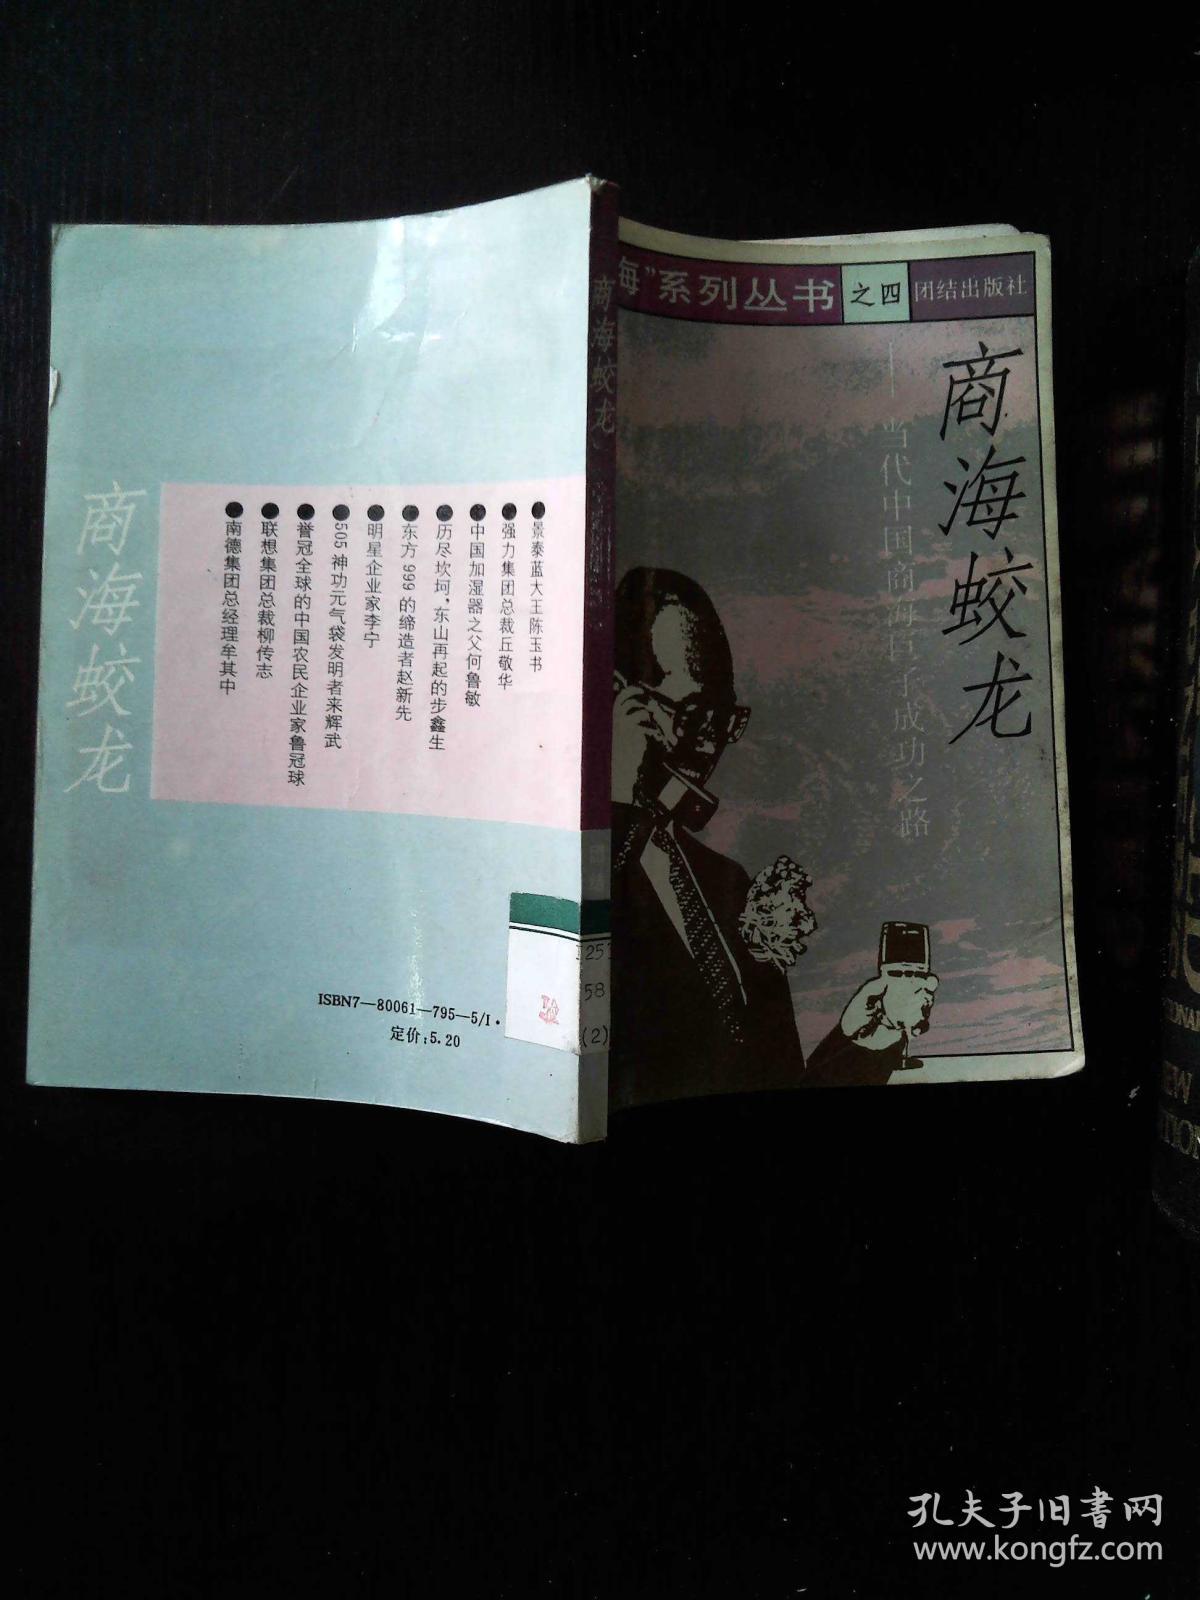 海”系列丛书
之四
团结出版社
商海蛟龙
——当代中国商海巨子成功之路
商海蛟龙
商海蛟龙
●景泰蓝大王陈玉书
●强力集团总裁丘敬华
●中国加湿器之父何鲁敏
●历尽坎坷，东山再起的步鑫生
●东方 999 的缔造者赵新先
●明星企业家李宁
●505 神功元气袋发明者来辉武
●誉冠全球的中国农民企业家鲁冠球
●联想集团总裁柳传志
●南德集团总经理牟其中
ISBN7—80061—795—5/I·
定价：5.20
58
(2)
孔夫子旧书网
www.kongfz.com